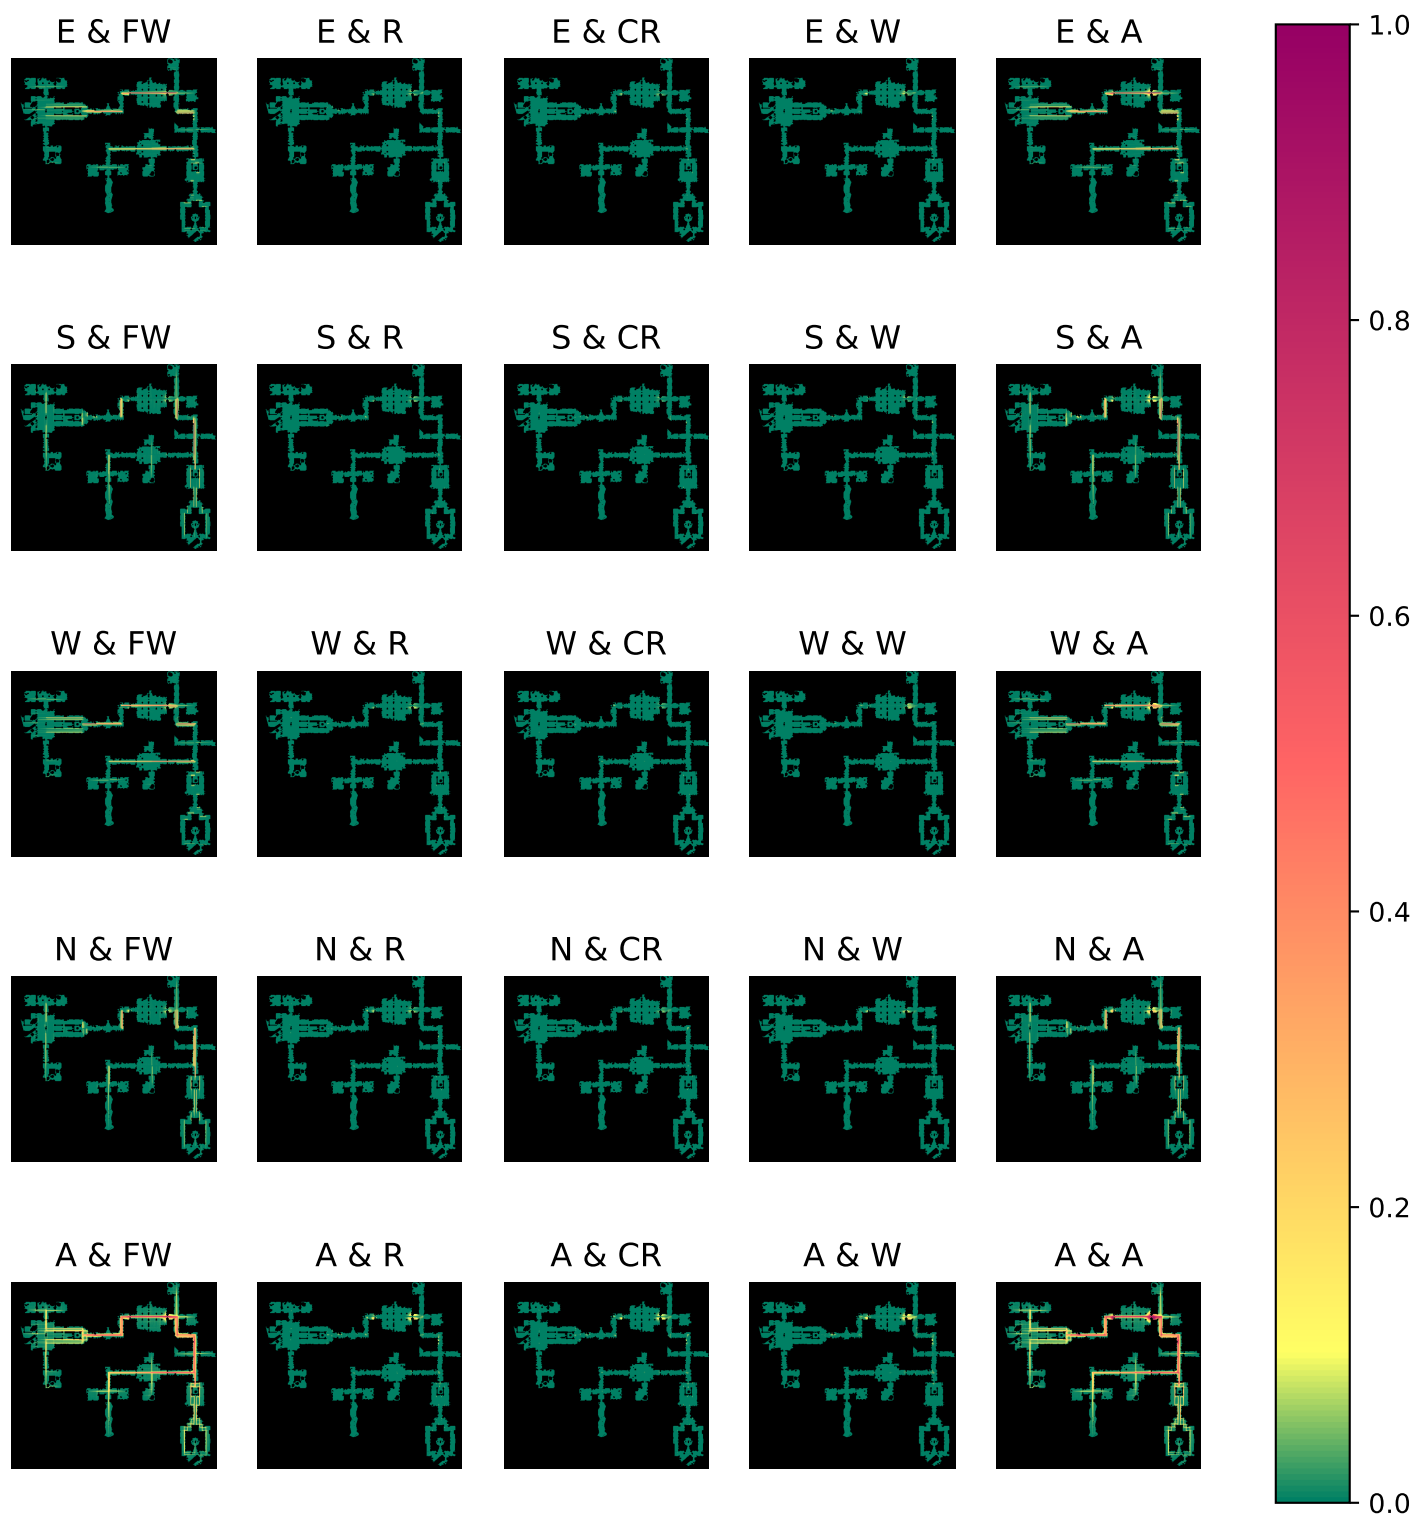 E & FW E & R E & CR E & W E & A
S & FW S & R S & CR S & W S & A
W & FW W & R W & CR W & W W & A
N & FW N & R N & CR N & W N & A
A & FW A & R A & CR A & W A & A
1.0
0.8
0.6
0.4
0.2
0.0